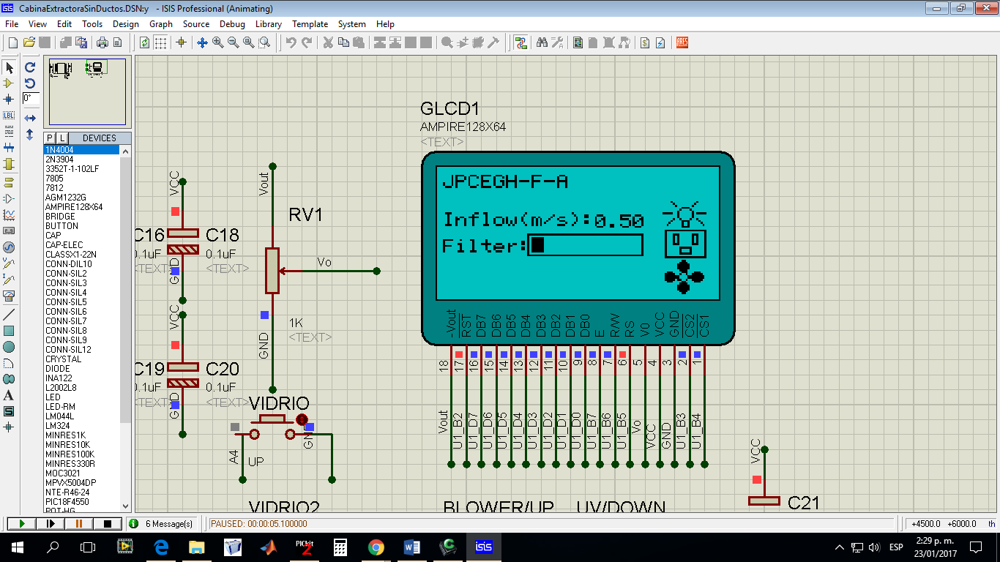 CabinaExtractoraSinDuctos.DSN:y - ISIS Professional (Animating)
File View Edit Tools Design Graph Source Debug Library Template System Help
ARES
LBL
0°
P L DEVICES
1N4004
2N3904
3352T-1-102LF
7805
7812
AGM1232G
AMPIRE128X64
BRIDGE
BUTTON
CAP
CAP-ELEC
CLASSX1-22N
CONN-DIL10
CONN-SIL2
CONN-SIL3
CONN-SIL4
CONN-SIL5
CONN-SIL6
CONN-SIL7
CONN-SIL8
CONN-SIL9
CONN-SIL12
CRYSTAL
DIODE
INA122
L2002L8
LED
LED-RM
LM044L
LM324
MINRES1K
MINRES10K
MINRES100K
MINRES330R
MOC3021
MPVX5004DP
NTE-R46-24
PIC18F4550
POT-HG
VCC
C16
0.1uF
<TEXT>
GND
C18
0.1uF
<TEXT>
VCC
C19
0.1uF
<TEXT>
GND
C20
0.1uF
<TEXT>
Vout
RV1
Vo
1K
<TEXT>
GND
VIDRIO
A4
UP
GND
VIDRIO2
GLCD1
AMPIRE128X64
<TEXT>
JPCEGH-F-A
Inflow(m/s):0.50
Filter:
-Vout RST DB7 DB6 DB5 DB4 DB3 DB2 DB1 DB0 E R/W RS V0 VCC GND CS2 CS1
18 17 16 15 14 13 12 11 10 9 8 7 6 5 4 3 2 1
Vout U1_B2 U1_D7 U1_D6 U1_D5 U1_D4 U1_D3 U1_D2 U1_D1 U1_D0 U1_B7 U1_B6 U1_B5 Vo VCC GND U1_B3 U1_B4
BLOWER/UP UV/DOWN
VCC
C21
6 Message(s)
PAUSED: 00:00:05.100000
+4500.0 +6000.0 th
PICkit 2
isis
ESP
2:29 p. m.
23/01/2017